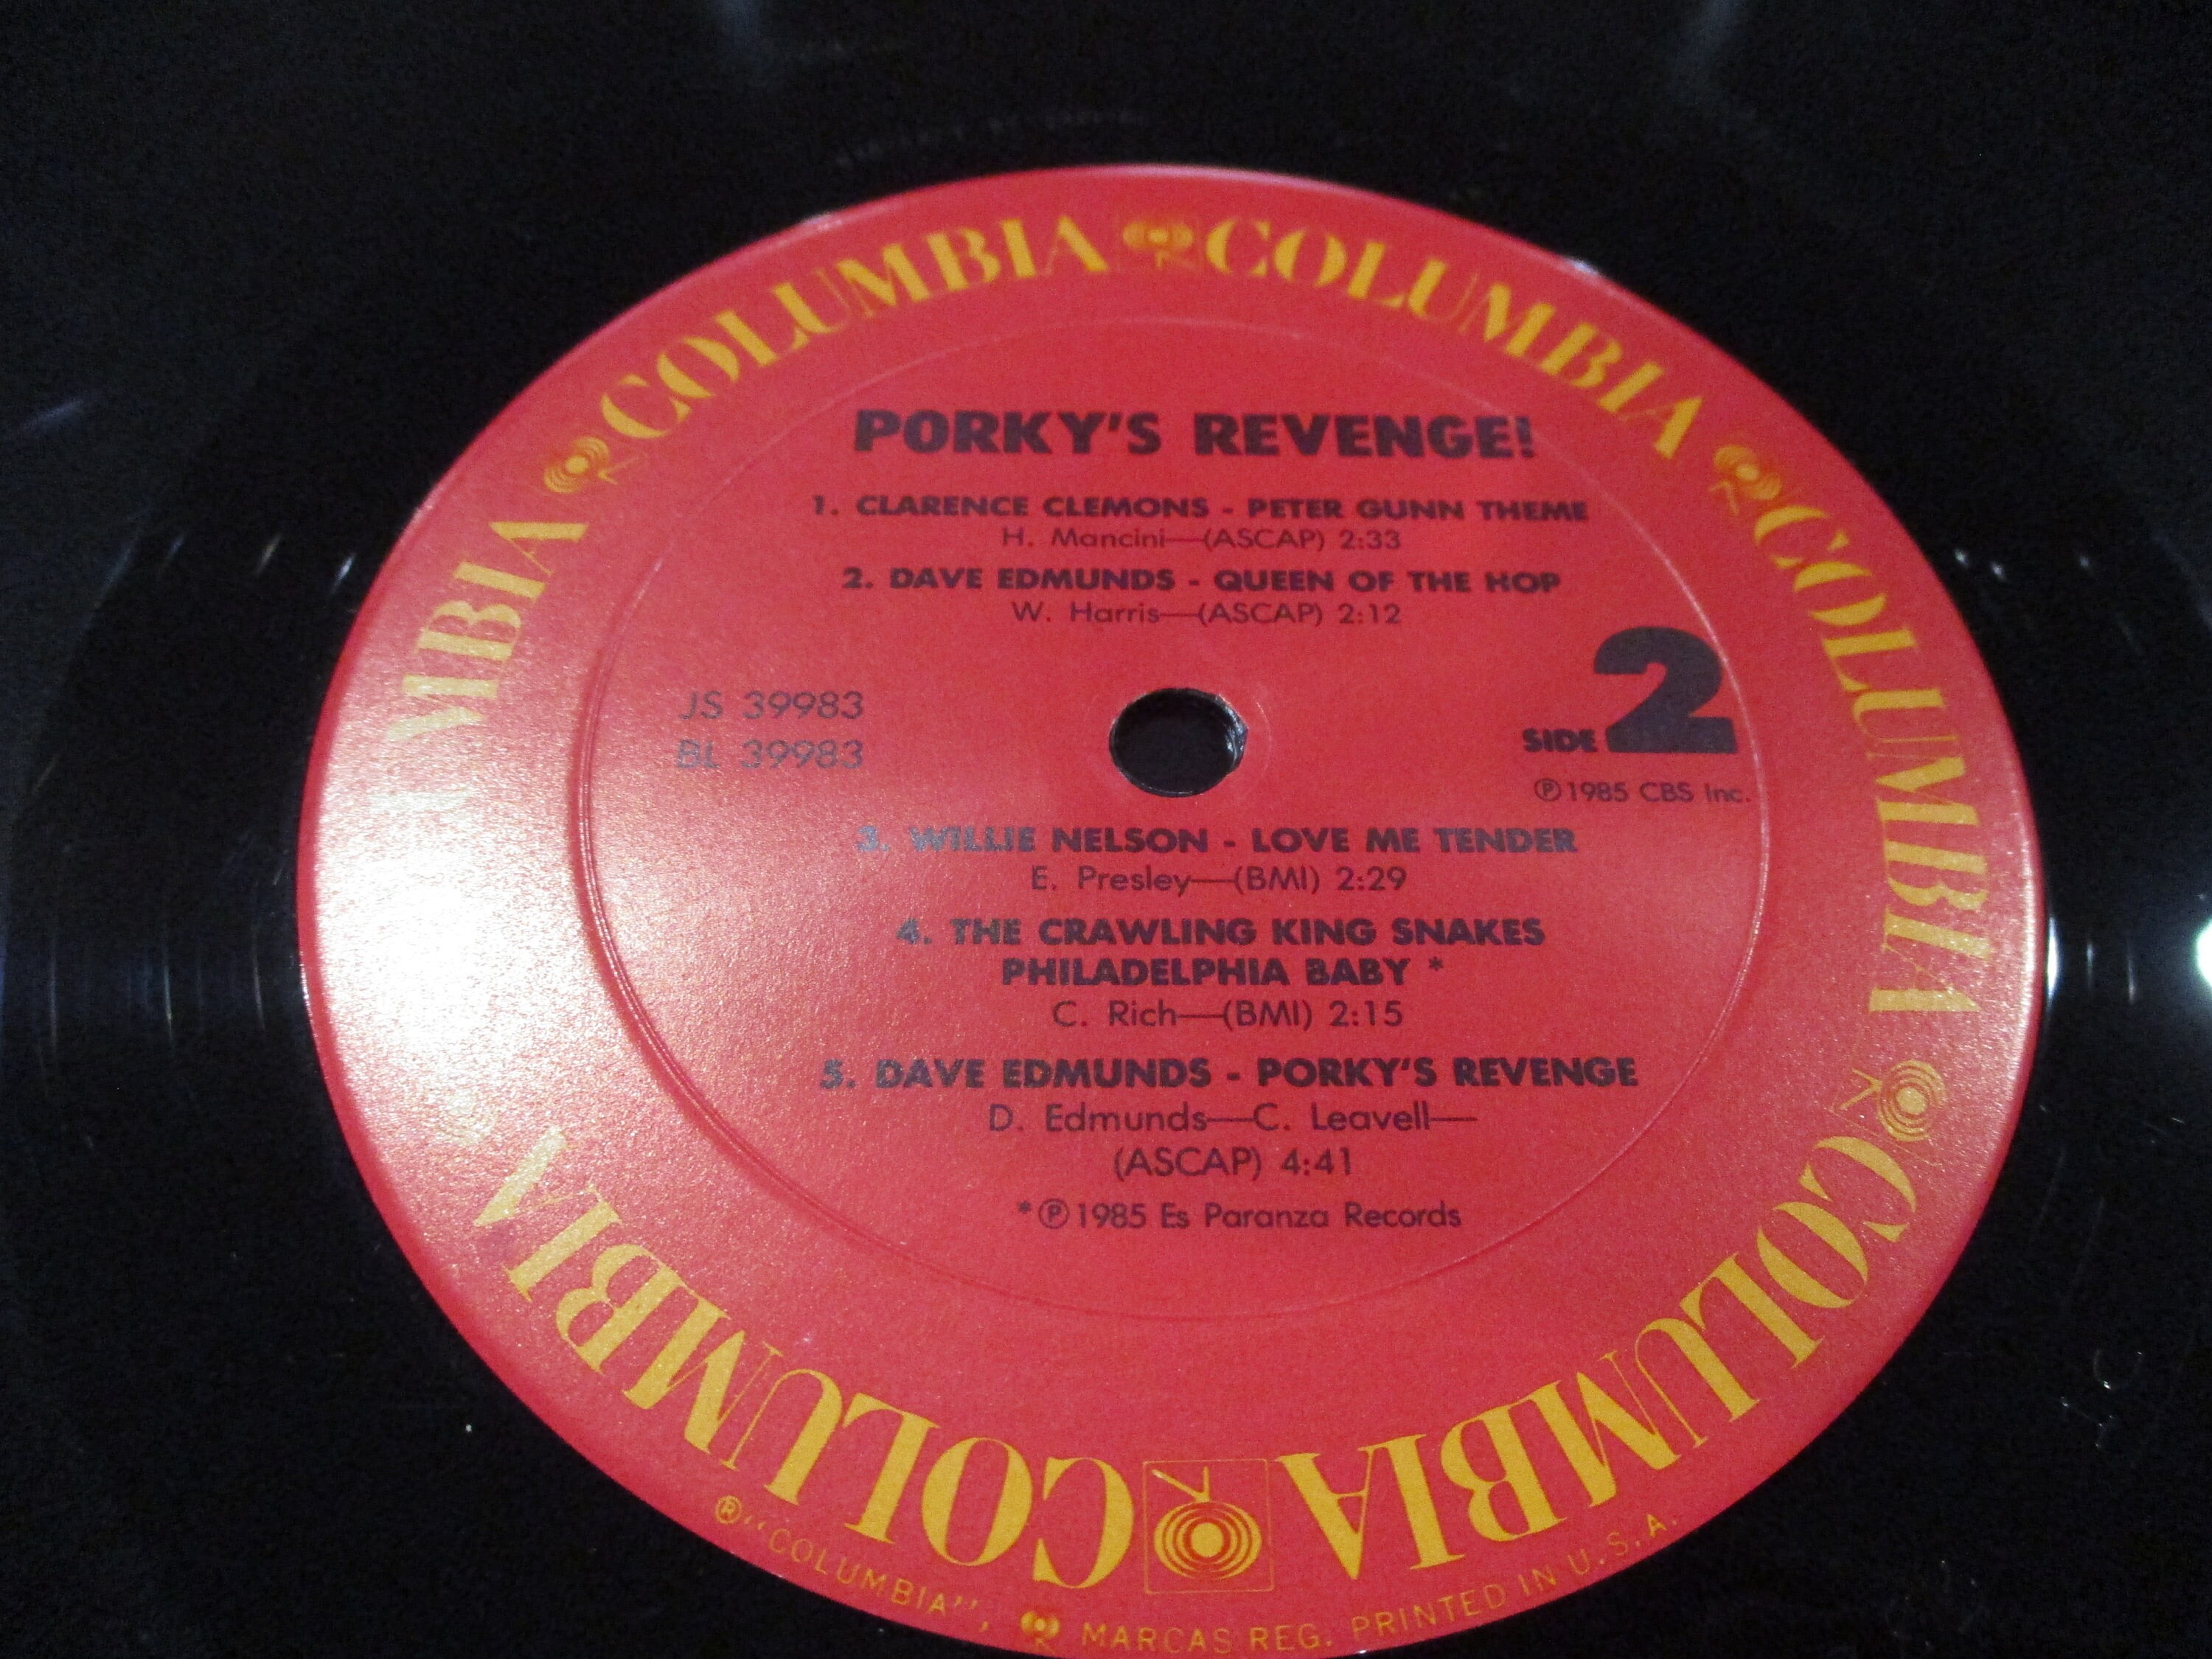 COLUMBIA COLUMBIA COLUMBIA COLUMBIA COLUMBIA MBIA
PORKY'S REVENGE!
1. CLARENCE CLEMONS - PETER GUNN THEME
H. Mancini—(ASCAP) 2:33
2. DAVE EDMUNDS - QUEEN OF THE HOP
W. Harris—(ASCAP) 2:12
JS 39983
BL 39983
SIDE 2
℗1985 CBS Inc.
3. WILLIE NELSON - LOVE ME TENDER
E. Presley—(BMI) 2:29
4. THE CRAWLING KING SNAKES
PHILADELPHIA BABY *
C. Rich—(BMI) 2:15
5. DAVE EDMUNDS - PORKY'S REVENGE
D. Edmunds—C. Leavell—
(ASCAP) 4:41
*℗1985 Es Paranza Records
®"COLUMBIA", MARCAS REG. PRINTED IN U.S.A.